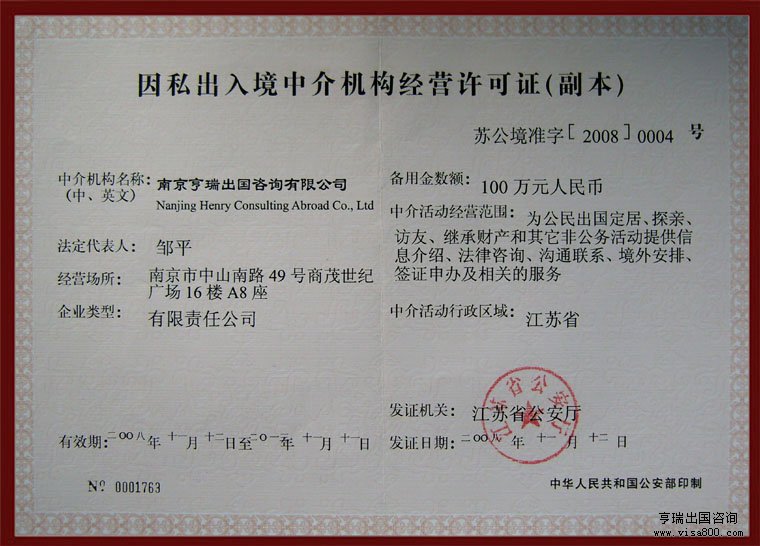 因私出入境中介机构经营许可证(副本)
苏公境准字[2008]0004 号
中介机构名称：南京亨瑞出国咨询有限公司
(中、英文) Nanjing Henry Consulting Abroad Co., Ltd
法定代表人：邹平
经营场所：南京市中山南路 49 号商茂世纪
广场 16 楼 A8 座
企业类型：有限责任公司
有效期：二〇〇八年 十一月 十二日至二〇一三年 十一月 十一日
№ 0001763
备用金数额：100 万元人民币
中介活动经营范围：为公民出国定居、探亲、
访友、继承财产和其它非公务活动提供信
息介绍、法律咨询、沟通联系、境外安排、
签证申办及相关的服务
中介活动行政区域：江苏省
发证机关：江苏省公安厅
江苏省公安厅
发证日期：二〇〇八年 十一月 十二日
中华人民共和国公安部印制
亨瑞出国咨询
www.visa800.com